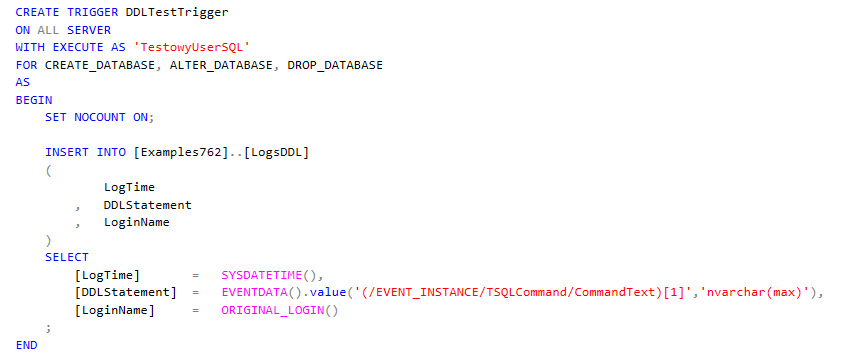 CREATE TRIGGER DDLTestTrigger
ON ALL SERVER
WITH EXECUTE AS 'TestowyUserSQL'
FOR CREATE_DATABASE, ALTER_DATABASE, DROP_DATABASE
AS
BEGIN
    SET NOCOUNT ON;

    INSERT INTO [Examples762]..[LogsDDL]
    (
            LogTime
        ,   DDLStatement
        ,   LoginName
    )
    SELECT
        [LogTime]       =   SYSDATETIME(),
        [DDLStatement]  =   EVENTDATA().value('(/EVENT_INSTANCE/TSQLCommand/CommandText)[1]','nvarchar(max)'),
        [LoginName]     =   ORIGINAL_LOGIN()
    ;
END